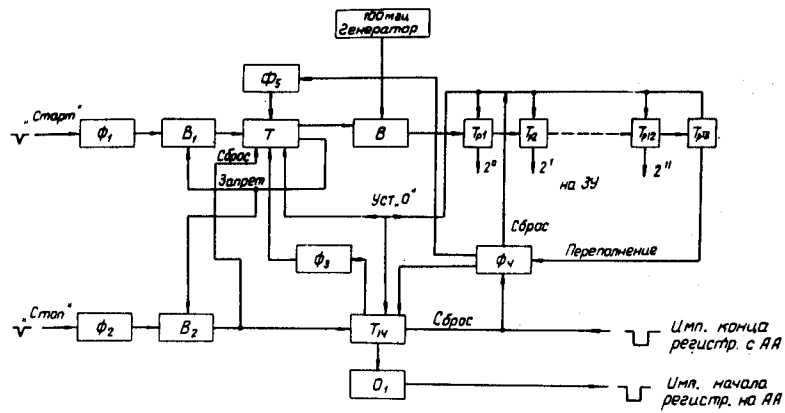 100 мгц
Генератор
Ф5
„Старт"
Ф1
В1
Т
В
Тр1
Тр2
Тр12
Тр13
Сброс
Запрет
2⁰
2¹
2¹¹
на ЗУ
Уст„0"
Сброс
Переполнение
Ф3
Ф4
„Стоп"
Ф2
В2
Т14
Сброс
Имп. конца
регистр. с АА
О1
Имп. начала
регистр. на АА